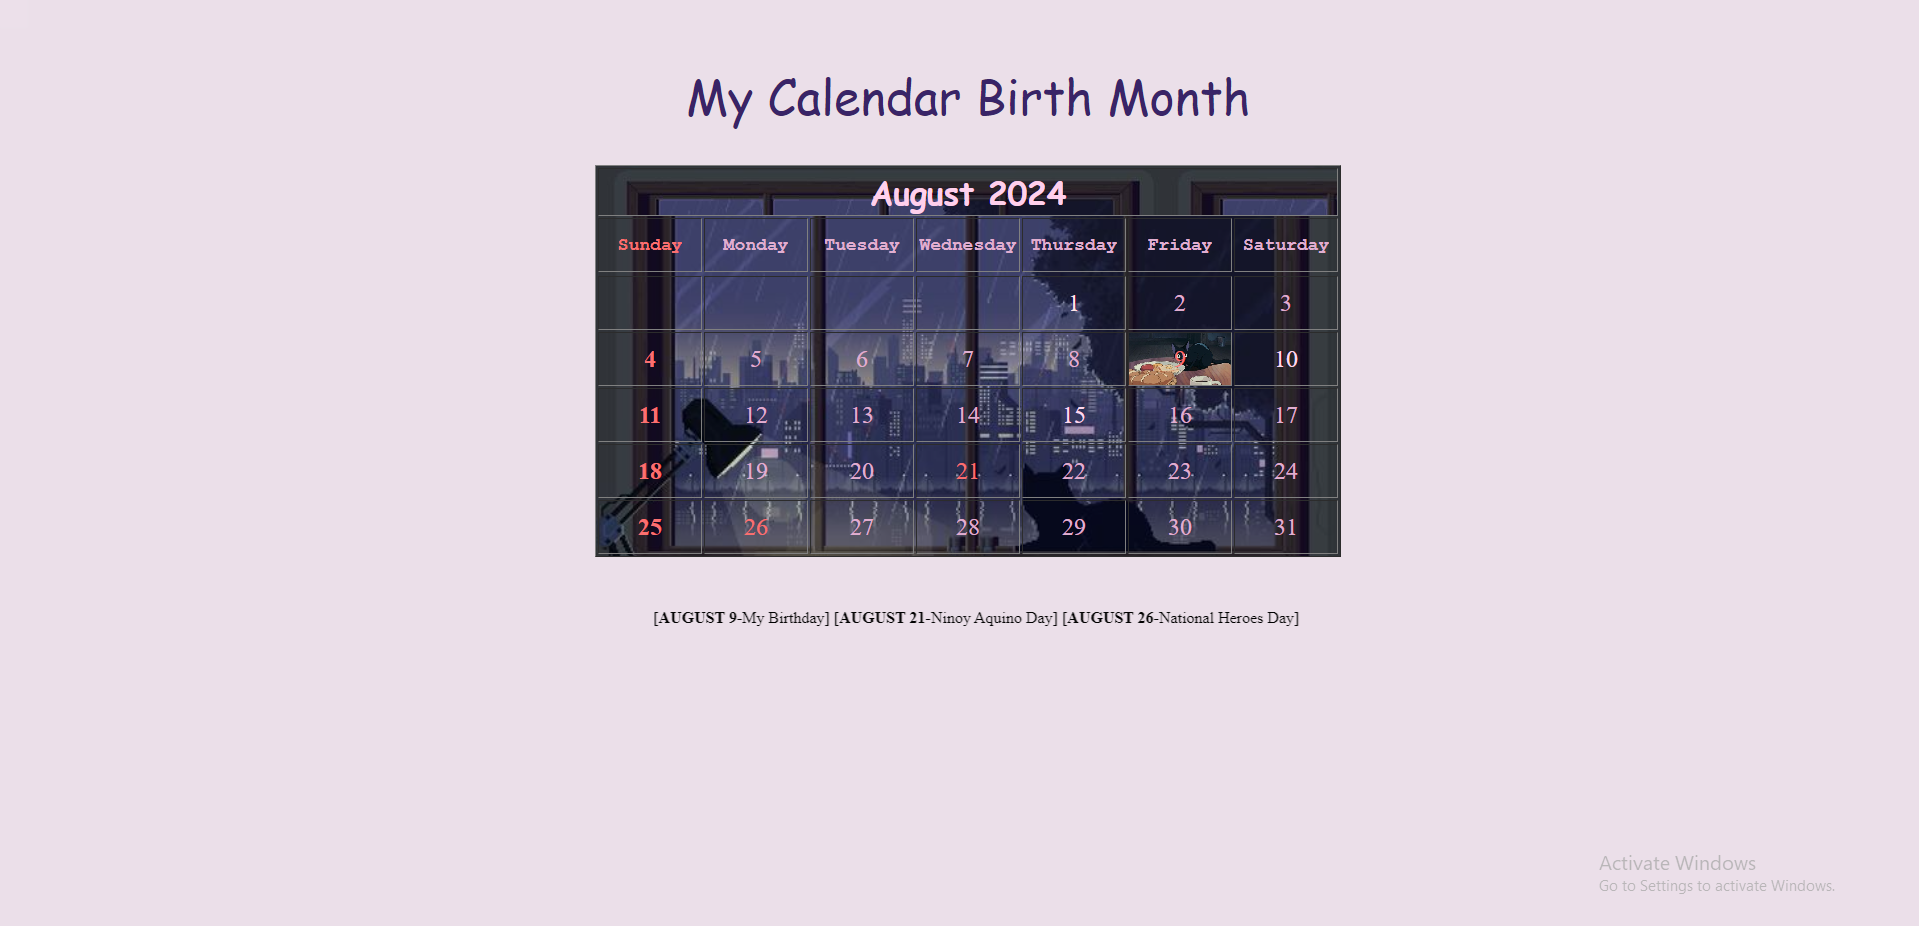 My Calendar Birth Month
August 2024
Sunday Monday Tuesday Wednesday Thursday Friday Saturday
1 2 3
4 5 6 7 8 9 10
11 12 13 14 15 16 17
18 19 20 21 22 23 24
25 26 27 28 29 30 31
[AUGUST 9-My Birthday] [AUGUST 21-Ninoy Aquino Day] [AUGUST 26-National Heroes Day]
Activate Windows
Go to Settings to activate Windows.